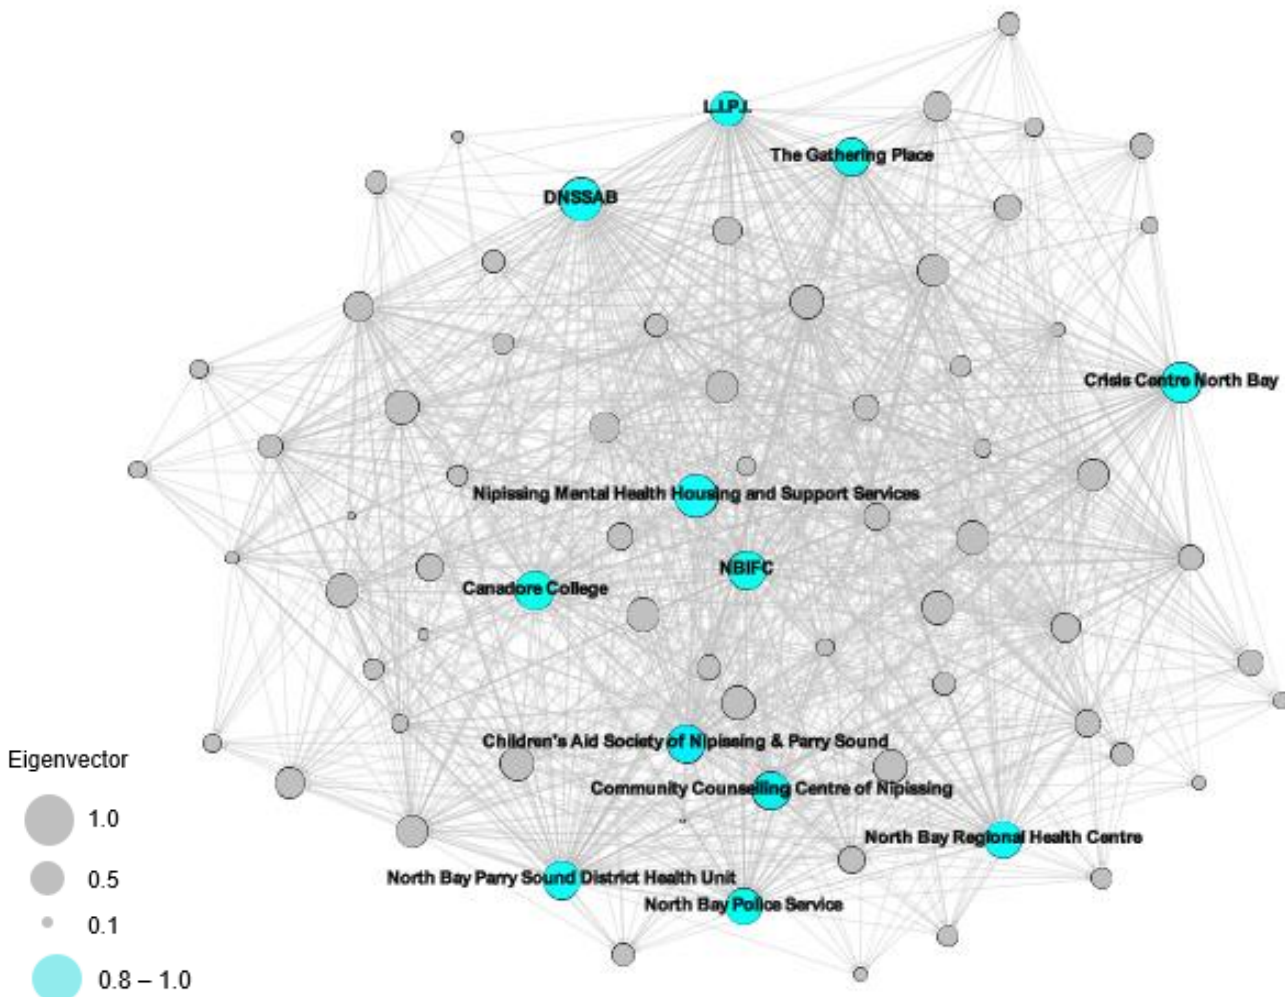 L.I.P.I.
The Gathering Place
DNSSAB
Crisis Centre North Bay
Nipissing Mental Health Housing and Support Services
NBIFC
Canadore College
Children's Aid Society of Nipissing & Parry Sound
Community Counselling Centre of Nipissing
North Bay Regional Health Centre
North Bay Parry Sound District Health Unit
North Bay Police Service
Eigenvector
1.0
0.5
0.1
0.8 – 1.0